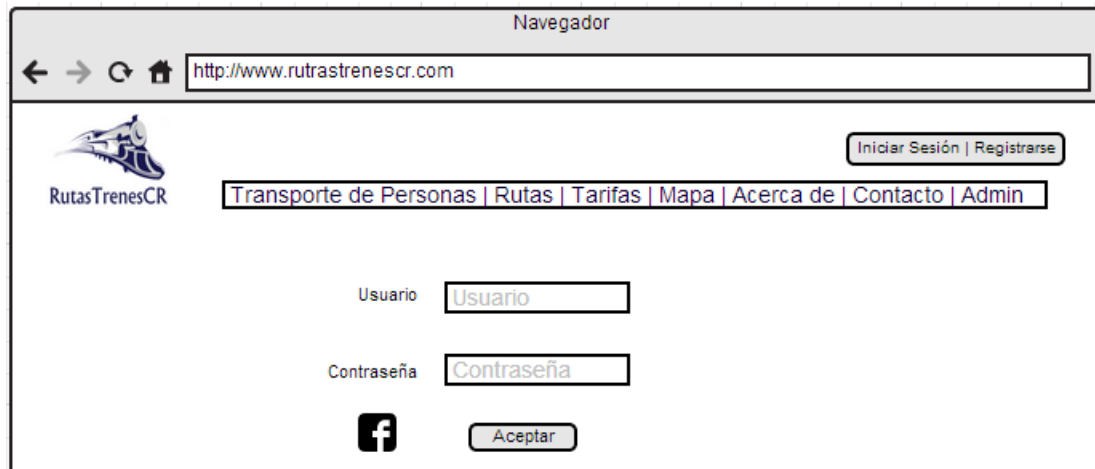 Navegador
http://www.rutrastrenescr.com
Iniciar Sesión | Registrarse
RutasTrenesCR
Transporte de Personas | Rutas | Tarifas | Mapa | Acerca de | Contacto | Admin
Usuario Usuario
Contraseña Contraseña
f Aceptar